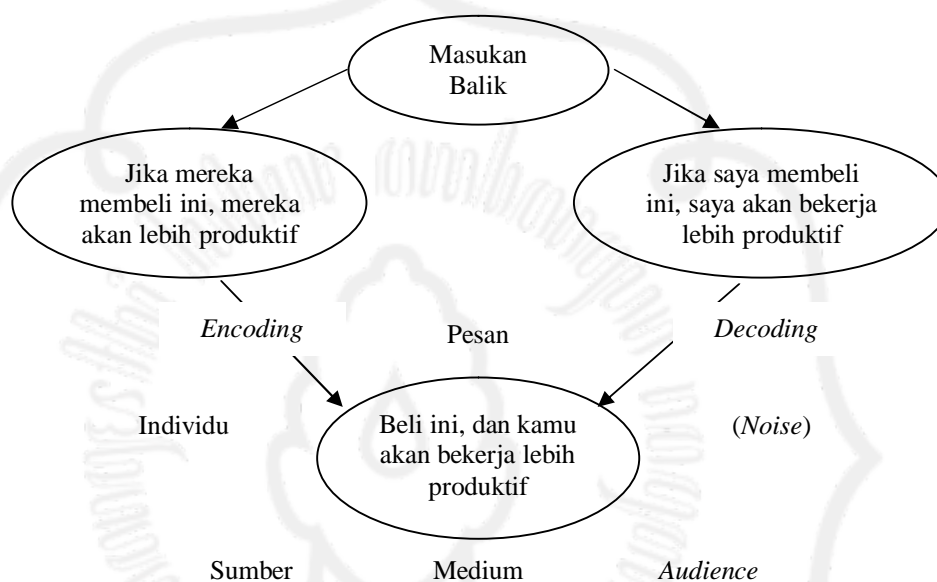 Masukan
Balik
Jika mereka
membeli ini, mereka
akan lebih produktif
Jika saya membeli
ini, saya akan bekerja
lebih produktif
Encoding
Pesan
Decoding
Individu
Beli ini, dan kamu
akan bekerja lebih
produktif
(Noise)
Sumber
Medium
Audience